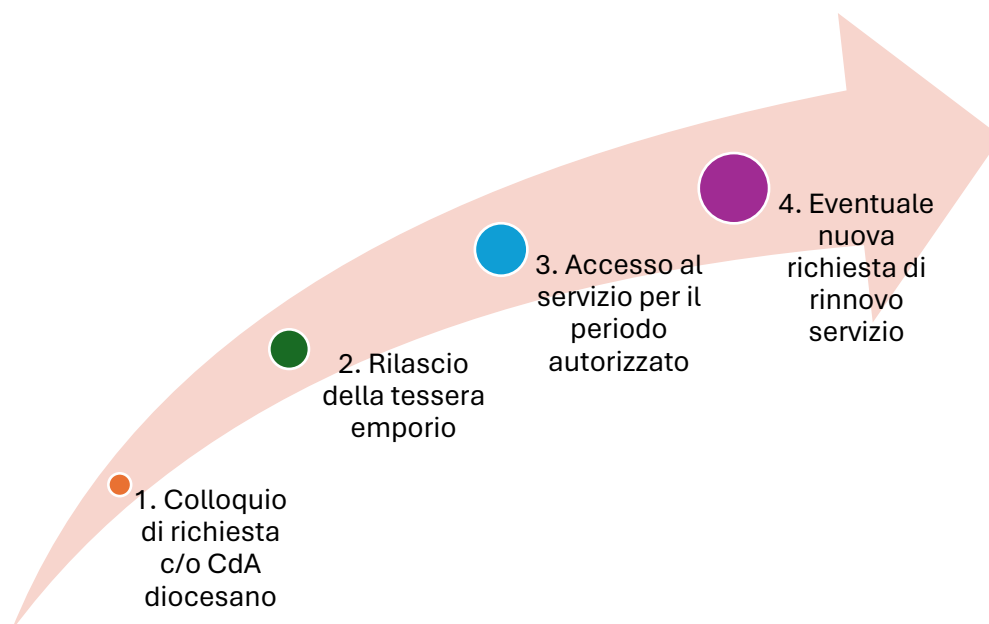 1. Colloquio
di richiesta
c/o CdA
diocesano
2. Rilascio
della tessera
emporio
3. Accesso al
servizio per il
periodo
autorizzato
4. Eventuale
nuova
richiesta di
rinnovo
servizio